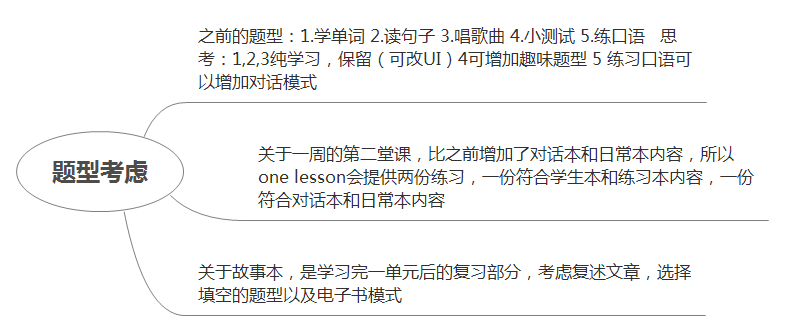 之前的题型：1.学单词 2.读句子 3.唱歌曲 4.小测试 5.练口语 思
考：1,2,3纯学习，保留（可改UI）4可增加趣味题型 5 练习口语可
以增加对话模式
题型考虑
关于一周的第二堂课，比之前增加了对话本和日常本内容，所以
one lesson会提供两份练习，一份符合学生本和练习本内容，一份
符合对话本和日常本内容
关于故事本，是学习完一单元后的复习部分，考虑复述文章，选择
填空的题型以及电子书模式